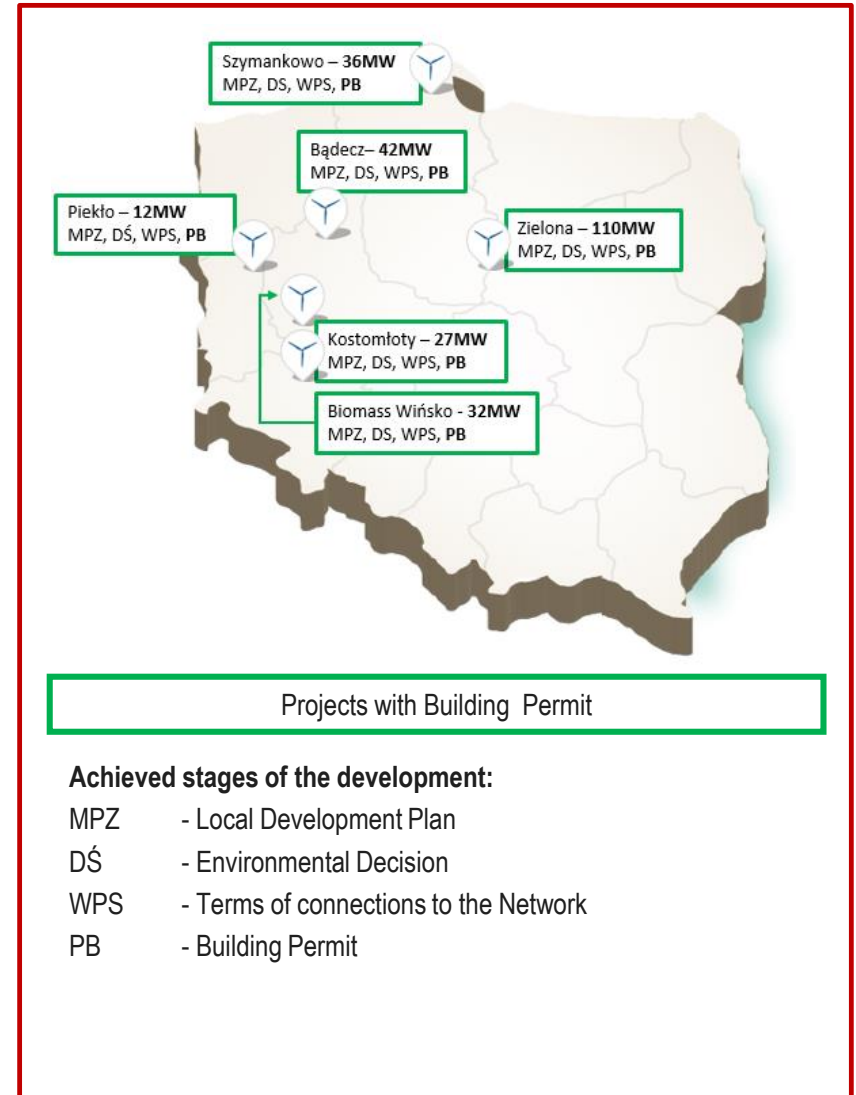 Szymankowo – 36MW
MPZ, DS, WPS, PB
Bądecz– 42MW
MPZ, DS, WPS, PB
Piekło – 12MW
MPZ, DŚ, WPS, PB
Zielona – 110MW
MPZ, DS, WPS, PB
Kostomłoty – 27MW
MPZ, DS, WPS, PB
Biomass Wińsko - 32MW
MPZ, DS, WPS, PB
Projects with Building Permit
Achieved stages of the development:
MPZ - Local Development Plan
DŚ - Environmental Decision
WPS - Terms of connections to the Network
PB - Building Permit